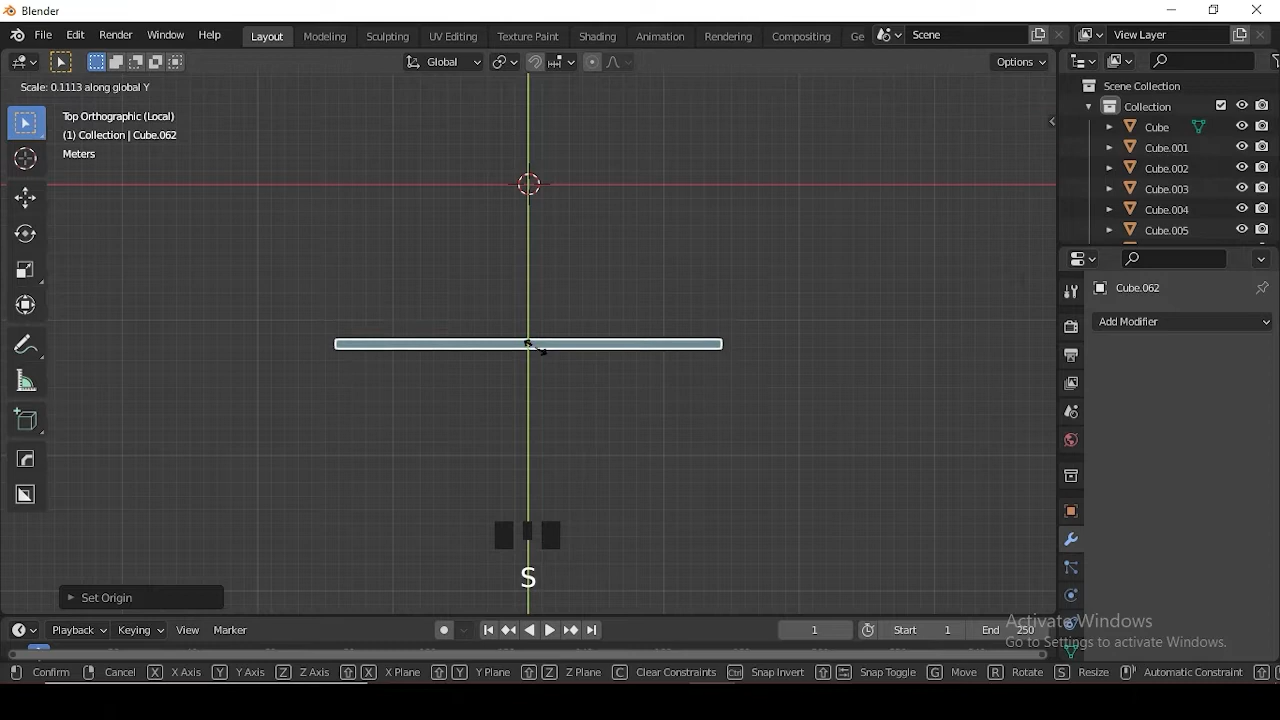 Blender
File Edit Render Window Help Layout Modeling Sculpting UV Editing Texture Paint Shading Animation Rendering Compositing Ge Scene View Layer
Global Options
Scale: 0.1113 along global Y
Top Orthographic (Local)
(1) Collection | Cube.062
Meters
Scene Collection
Collection
Cube
Cube.001
Cube.002
Cube.003
Cube.004
Cube.005
Cube.062
Add Modifier
S
Set Origin
Playback Keying View Marker 1 Start 1 End 250
Activate Windows
Go to Settings to activate Windows.
Confirm Cancel X X Axis Y Y Axis Z Z Axis X X Plane Y Y Plane Z Z Plane C Clear Constraints Ctrl Snap Invert Snap Toggle G Move R Rotate S Resize Automatic Constraint